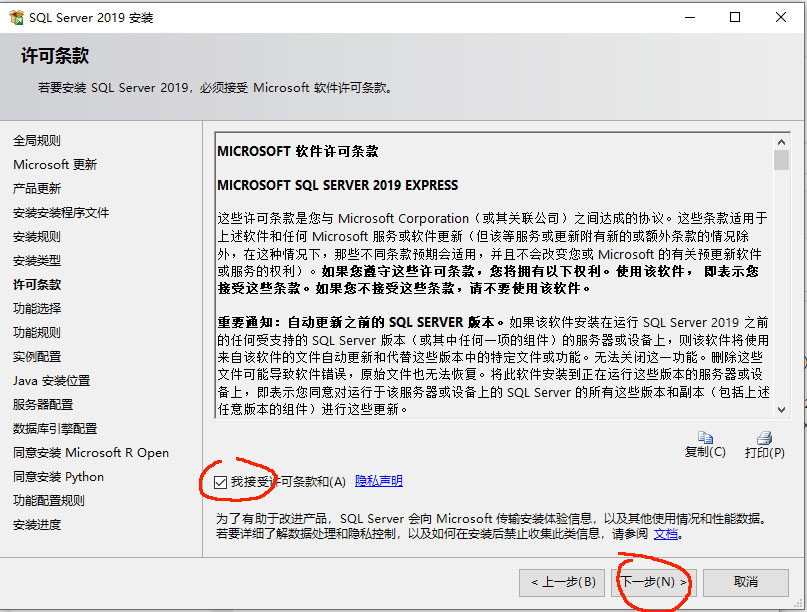 SQL Server 2019 安装
许可条款
若要安装 SQL Server 2019，必须接受 Microsoft 软件许可条款。
全局规则
Microsoft 更新
产品更新
安装安装程序文件
安装规则
安装类型
许可条款
功能选择
功能规则
实例配置
Java 安装位置
服务器配置
数据库引擎配置
同意安装 Microsoft R Open
同意安装 Python
功能配置规则
安装进度
MICROSOFT 软件许可条款
MICROSOFT SQL SERVER 2019 EXPRESS
这些许可条款是您与 Microsoft Corporation（或其关联公司）之间达成的协议。这些条款适用于
上述软件和任何 Microsoft 服务或软件更新（但该等服务或更新附有新的或额外条款的情况除
外，在这种情况下，那些不同条款预期会适用，并且不会改变您或 Microsoft 的有关预更新软件
或服务的权利）。如果您遵守这些许可条款，您将拥有以下权利。使用该软件， 即表示您
接受这些条款。如果您不接受这些条款，请不要使用该软件。
重要通知：自动更新之前的 SQL SERVER 版本。如果该软件安装在运行 SQL Server 2019 之前
的任何受支持的 SQL Server 版本（或其中任何一项的组件）的服务器或设备上，则该软件将使用
来自该软件的文件自动更新和代替这些版本中的特定文件或功能。无法关闭这一功能。删除这些
文件可能导致软件错误，原始文件也无法恢复。将此软件安装到正在运行这些版本的服务器或设
备上，即表示您同意对运行于该服务器或设备上的 SQL Server 的所有这些版本和副本（包括上述
任意版本的组件）进行这些更新。
复制(C) 打印(P)
我接受许可条款和(A) 隐私声明
为了有助于改进产品，SQL Server 会向 Microsoft 传输安装体验信息，以及其他使用情况和性能数据。
若要详细了解数据处理和隐私控制，以及如何在安装后禁止收集此类信息，请参阅 文档。
< 上一步(B) 下一步(N) > 取消